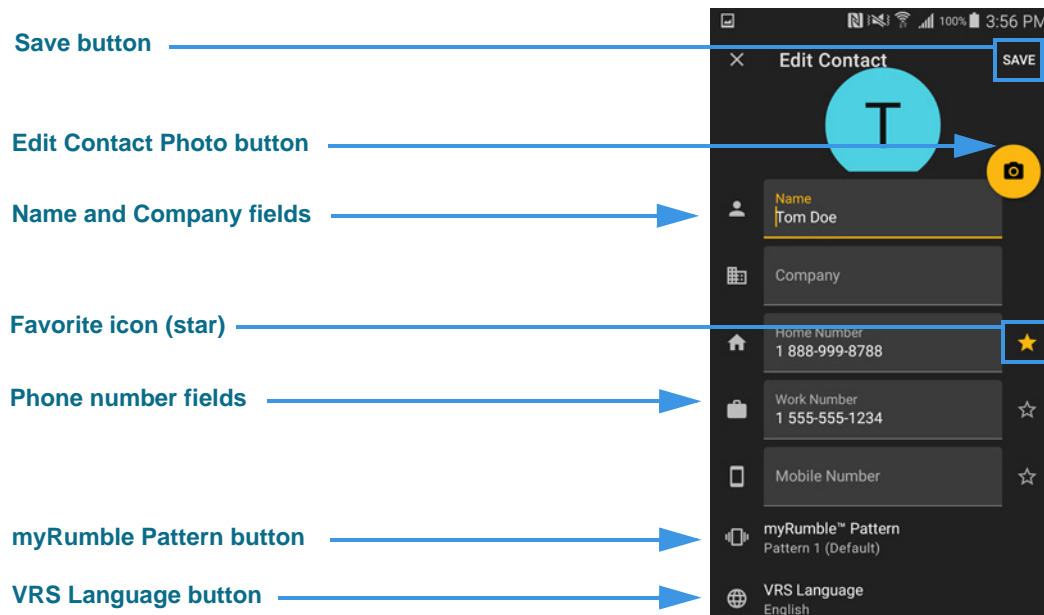 100% 3:56 PM
Save button
Edit Contact SAVE
T
Edit Contact Photo button
Name and Company fields
Name
Tom Doe
Company
Favorite icon (star)
Home Number
1 888-999-8788
Phone number fields
Work Number
1 555-555-1234
Mobile Number
myRumble Pattern button
myRumble™ Pattern
Pattern 1 (Default)
VRS Language button
VRS Language
English